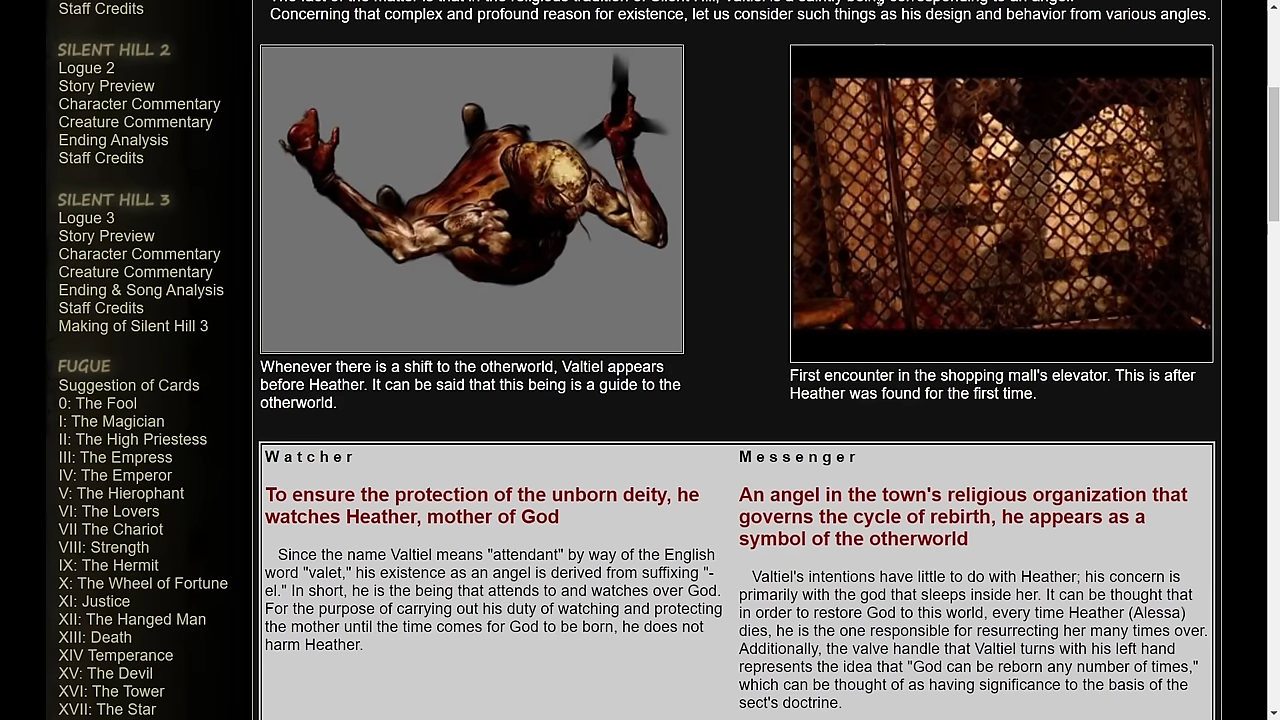 Staff Credits
SILENT HILL 2
Logue 2
Story Preview
Character Commentary
Creature Commentary
Ending Analysis
Staff Credits
SILENT HILL 3
Logue 3
Story Preview
Character Commentary
Creature Commentary
Ending & Song Analysis
Staff Credits
Making of Silent Hill 3
FUGUE
Suggestion of Cards
0: The Fool
I: The Magician
II: The High Priestess
III: The Empress
IV: The Emperor
V: The Hierophant
VI: The Lovers
VII The Chariot
VIII: Strength
IX: The Hermit
X: The Wheel of Fortune
XI: Justice
XII: The Hanged Man
XIII: Death
XIV Temperance
XV: The Devil
XVI: The Tower
XVII: The Star
Concerning that complex and profound reason for existence, let us consider such things as his design and behavior from various angles.
Whenever there is a shift to the otherworld, Valtiel appears
before Heather. It can be said that this being is a guide to the
otherworld.
First encounter in the shopping mall's elevator. This is after
Heather was found for the first time.
Watcher
To ensure the protection of the unborn deity, he
watches Heather, mother of God
Since the name Valtiel means "attendant" by way of the English
word "valet," his existence as an angel is derived from suffixing "-
el." In short, he is the being that attends to and watches over God.
For the purpose of carrying out his duty of watching and protecting
the mother until the time comes for God to be born, he does not
harm Heather.
Messenger
An angel in the town's religious organization that
governs the cycle of rebirth, he appears as a
symbol of the otherworld
Valtiel's intentions have little to do with Heather; his concern is
primarily with the god that sleeps inside her. It can be thought that
in order to restore God to this world, every time Heather (Alessa)
dies, he is the one responsible for resurrecting her many times over.
Additionally, the valve handle that Valtiel turns with his left hand
represents the idea that "God can be reborn any number of times,"
which can be thought of as having significance to the basis of the
sect's doctrine.